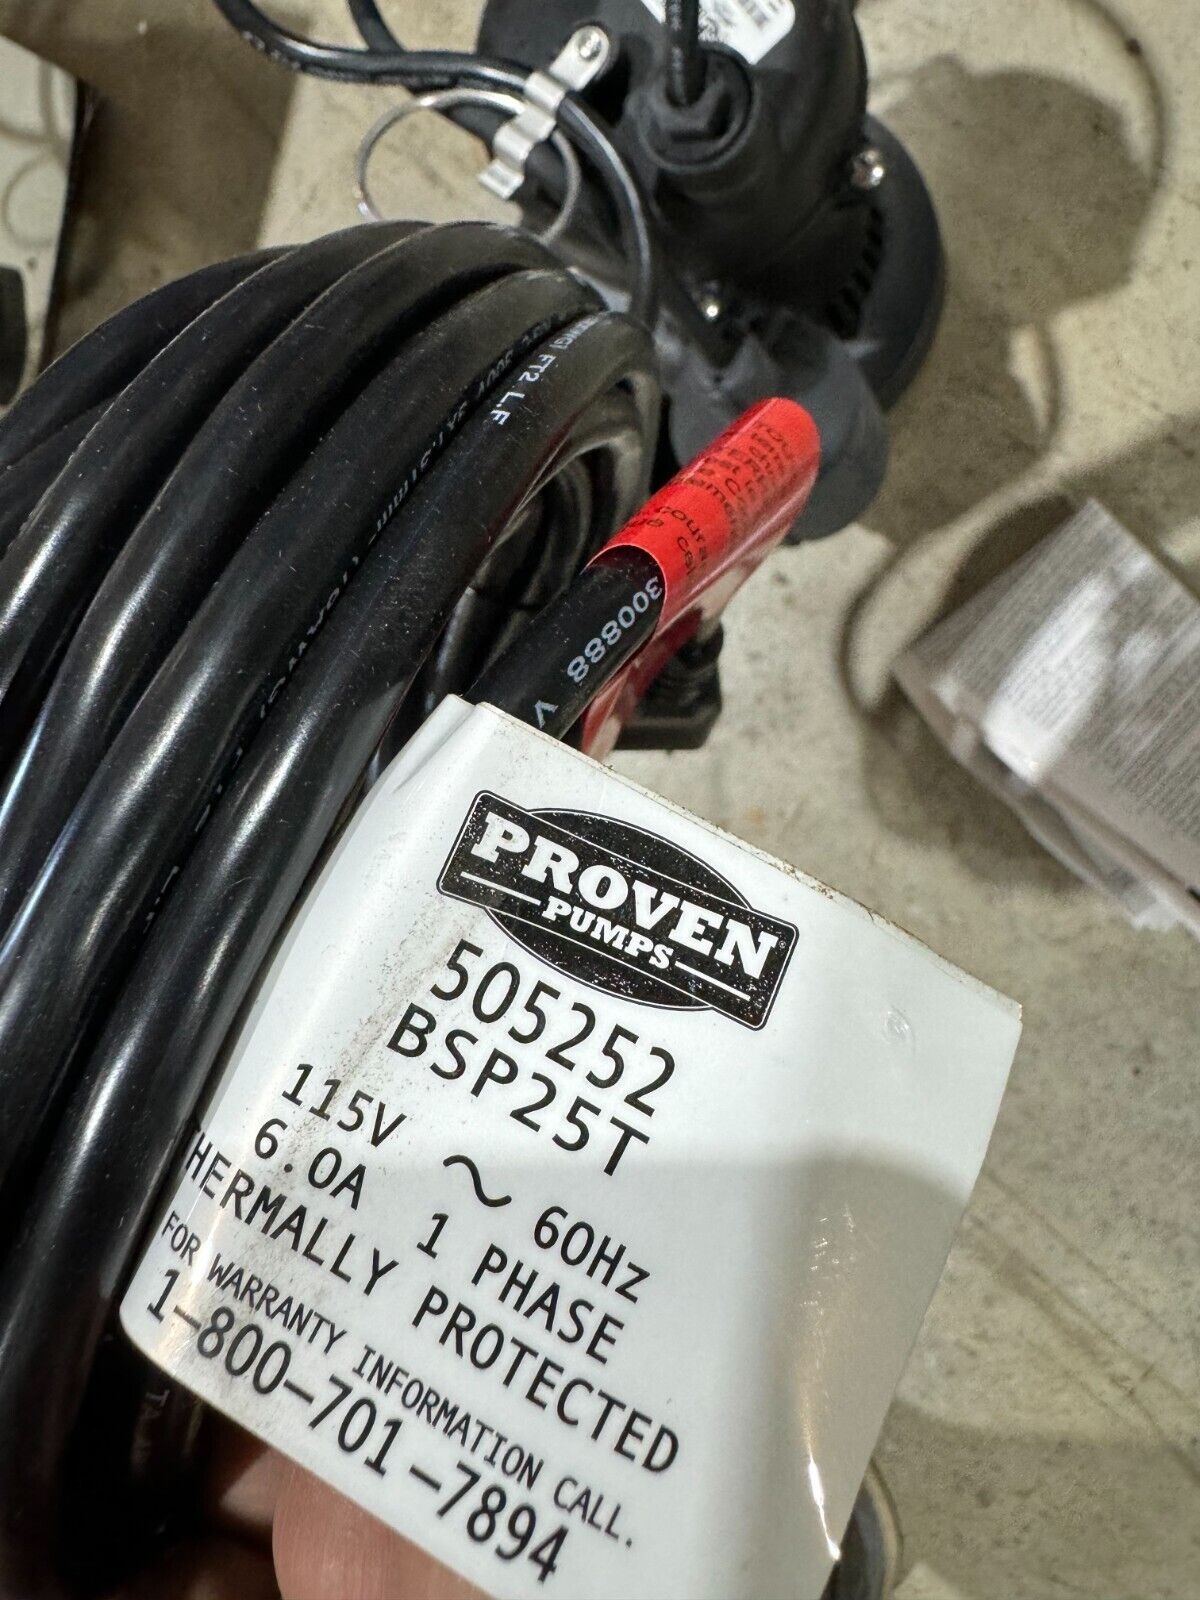 FT2 L.F
300888
V
PROVEN
PUMPS
505252
BSP25T
115V ~ 60Hz
6.0A 1 PHASE
THERMALLY PROTECTED
FOR WARRANTY INFORMATION CALL.
1-800-701-7894